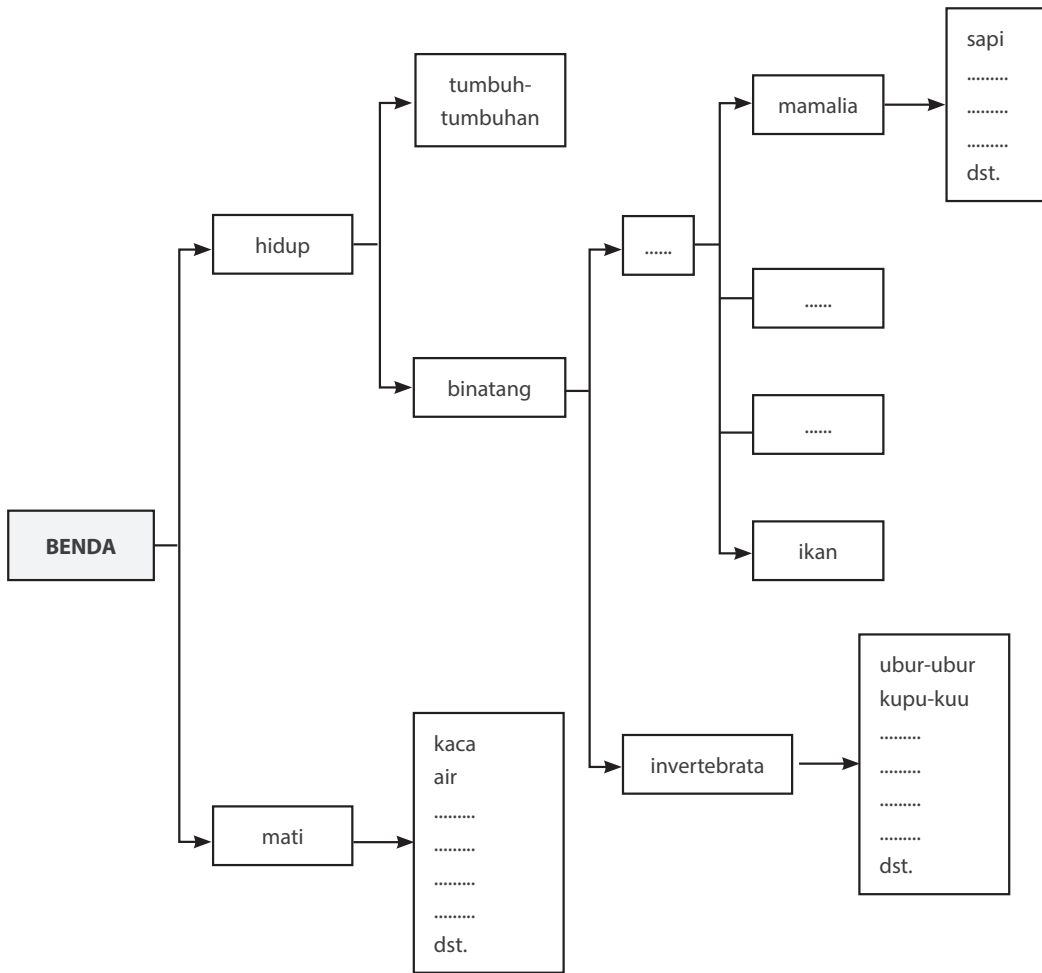 BENDA
hidup
tumbuh-
tumbuhan
binatang
......
mamalia
sapi
.........
.........
.........
dst.
......
......
ikan
invertebrata
ubur-ubur
kupu-kuu
.........
.........
.........
.........
dst.
mati
kaca
air
.........
.........
.........
.........
dst.